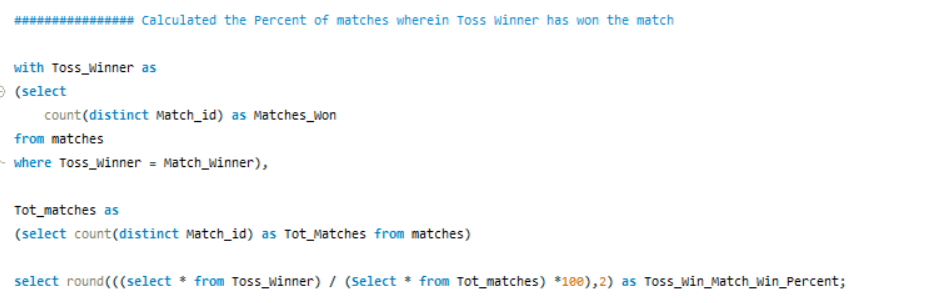 ################ Calculated the Percent of matches wherein Toss Winner has won the match
with Toss_Winner as
(select
count(distinct Match_id) as Matches_Won
from matches
where Toss_Winner = Match_Winner),
Tot_matches as
(select count(distinct Match_id) as Tot_Matches from matches)
select round(((select * from Toss_Winner) / (Select * from Tot_matches) *100),2) as Toss_Win_Match_Win_Percent;